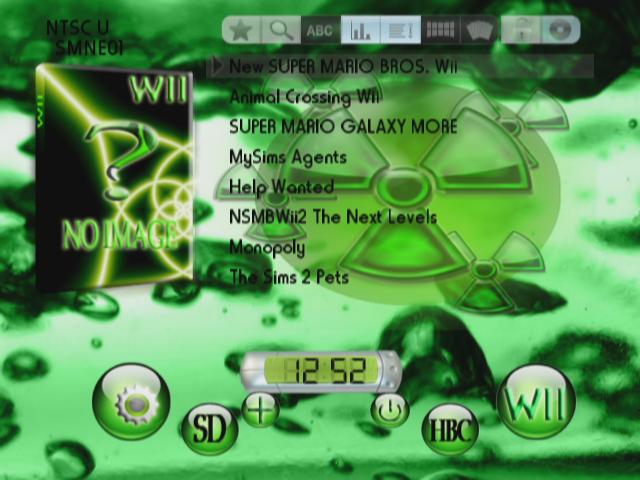 NTSC U
SMNE01
ABC
WII
WII
NO IMAGE
New SUPER MARIO BROS. Wii
Animal Crossing Wii
SUPER MARIO GALAXY MORE
MySims Agents
Help Wanted
NSMBWii2 The Next Levels
Monopoly
The Sims 2 Pets
12:52
SD
HBC
WII